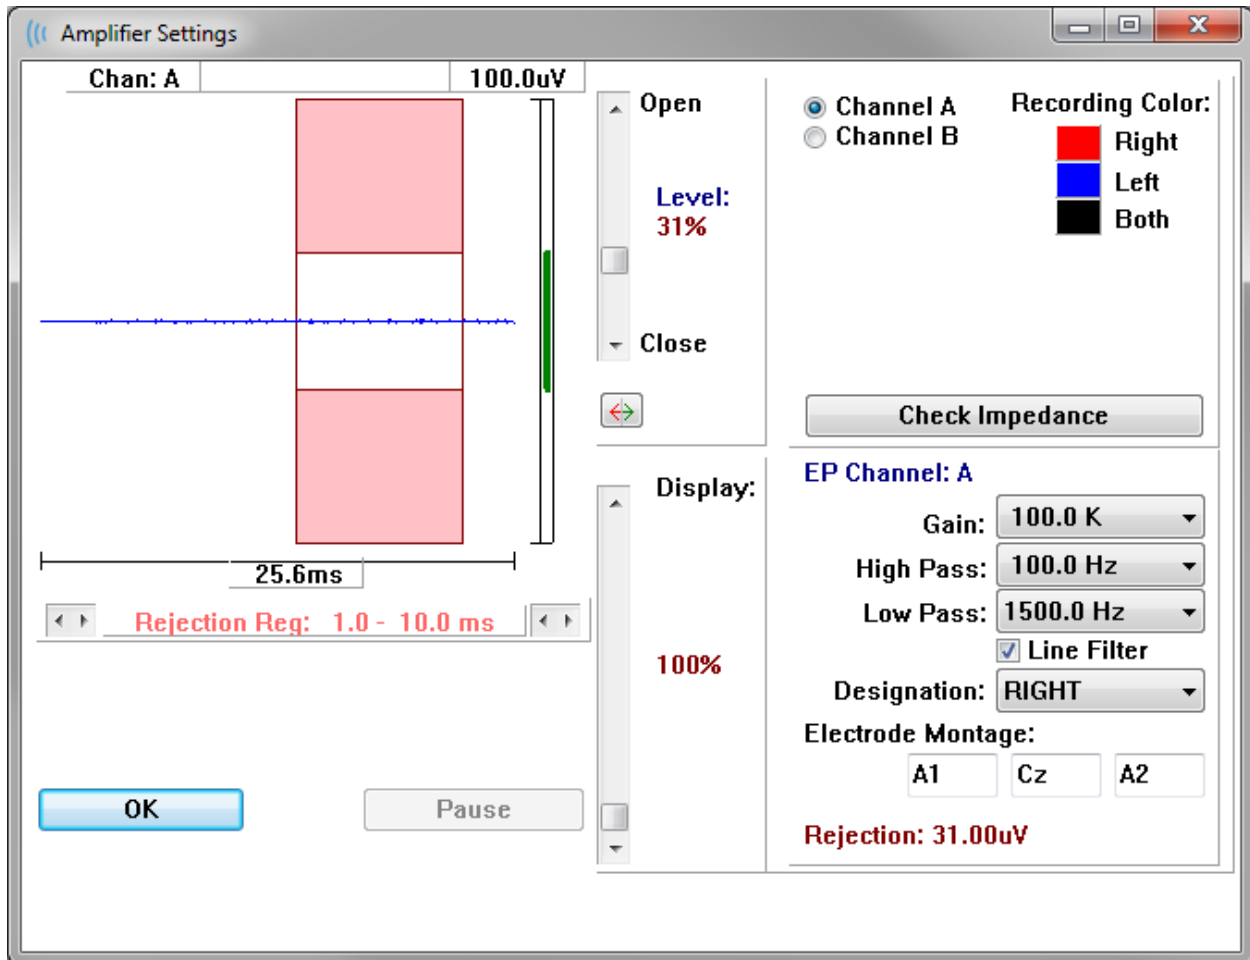 Amplifier Settings
Chan: A
100.0uV
25.6ms
Rejection Reg: 1.0 - 10.0 ms
OK
Pause
Open
Level:
31%
Close
Display:
100%
Channel A
Channel B
Recording Color:
Right
Left
Both
Check Impedance
EP Channel: A
Gain: 100.0 K
High Pass: 100.0 Hz
Low Pass: 1500.0 Hz
Line Filter
Designation: RIGHT
Electrode Montage:
A1 Cz A2
Rejection: 31.00uV